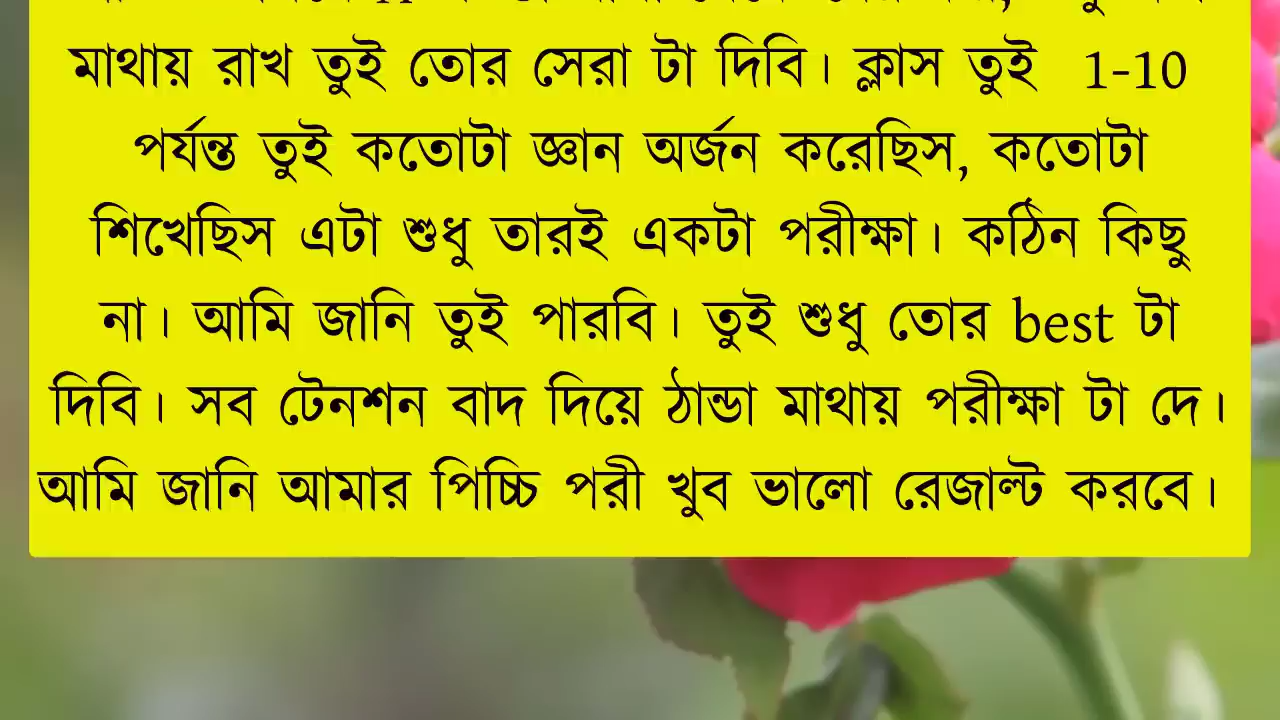 মাথায় রাখ তুই তোর সেরা টা দিবি। ক্লাস তুই 1-10
পর্যন্ত তুই কতোটা জ্ঞান অর্জন করেছিস, কতোটা
শিখেছিস এটা শুধু তারই একটা পরীক্ষা। কঠিন কিছু
না। আমি জানি তুই পারবি। তুই শুধু তোর best টা
দিবি। সব টেনশন বাদ দিয়ে ঠান্ডা মাথায় পরীক্ষা টা দে।
আমি জানি আমার পিচ্চি পরী খুব ভালো রেজাল্ট করবে।